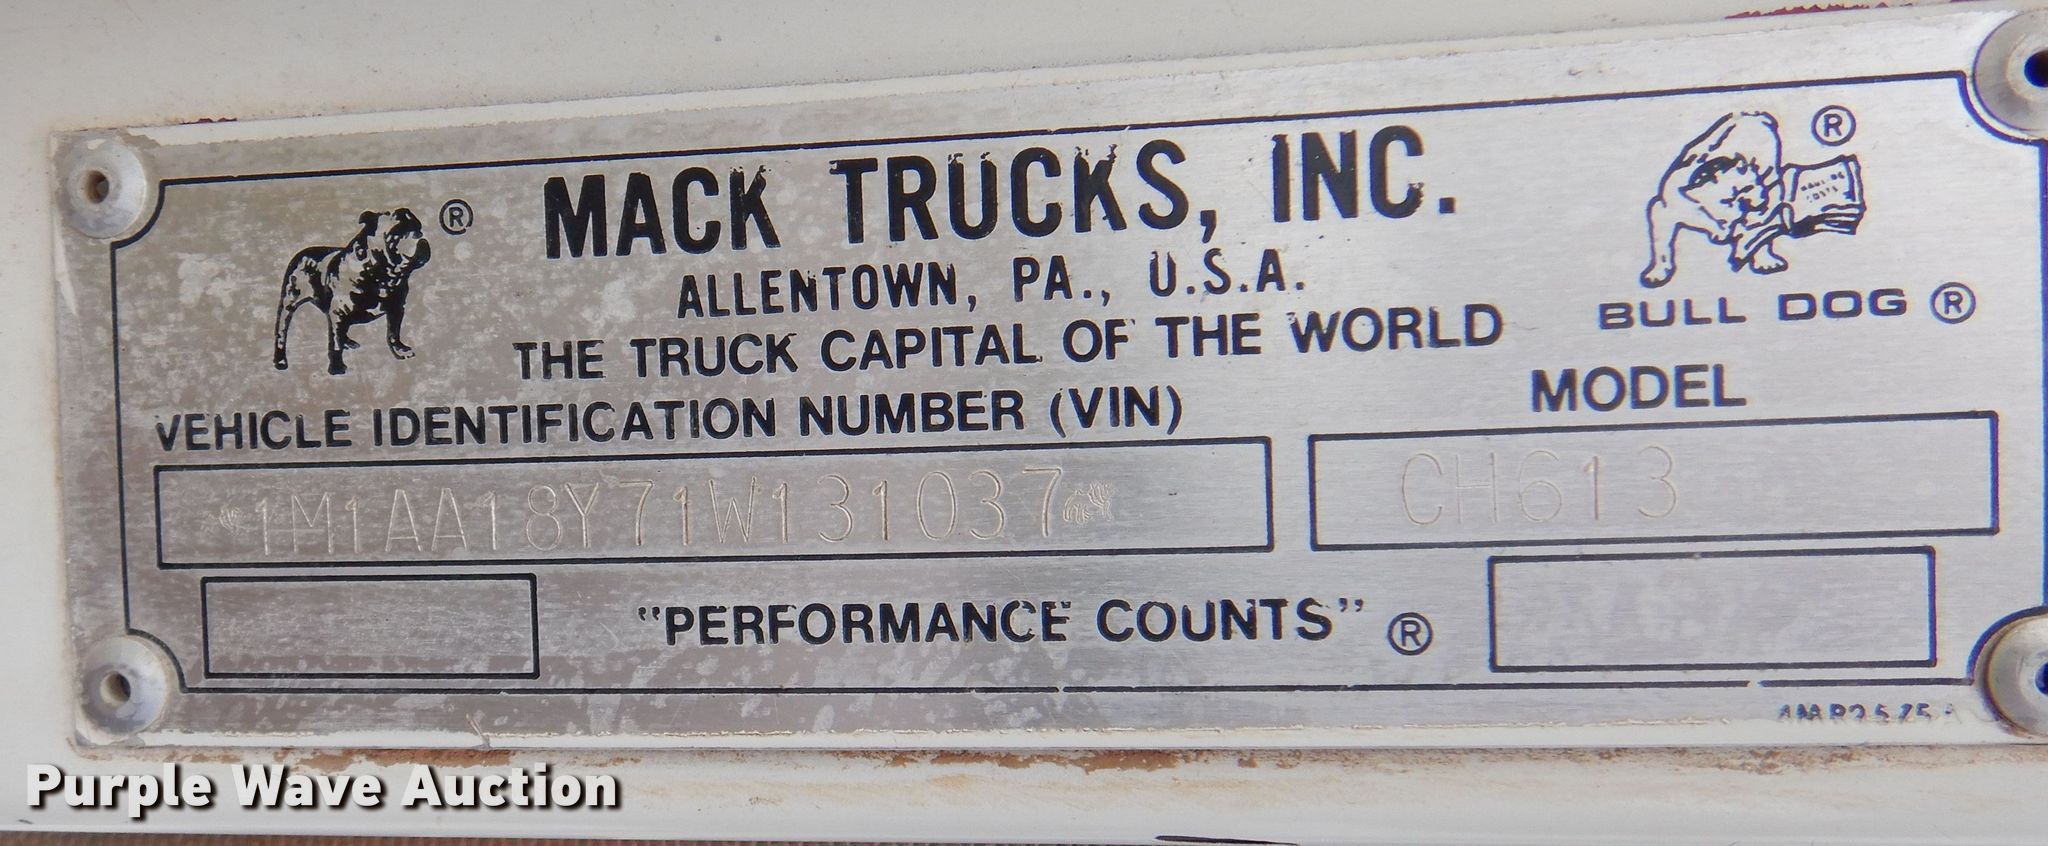 ®
MACK TRUCKS, INC.
®
ALLENTOWN, PA., U.S.A.
BULL DOG ®
THE TRUCK CAPITAL OF THE WORLD
VEHICLE IDENTIFICATION NUMBER (VIN)
MODEL
1M1AA18Y71W131037
CH613
"PERFORMANCE COUNTS" ®
Purple Wave Auction